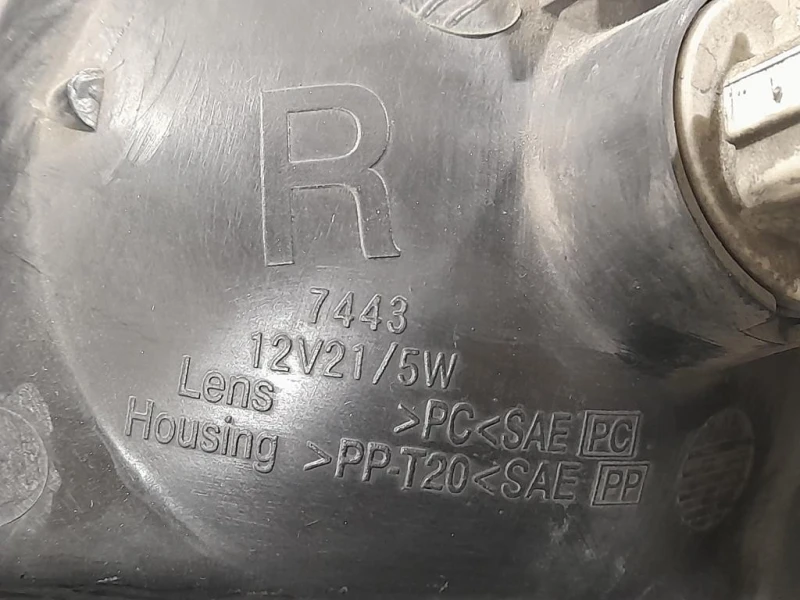 R
7443
12V21/5W
Lens >PC<SAE PC
Housing >PP-T20<SAE PP